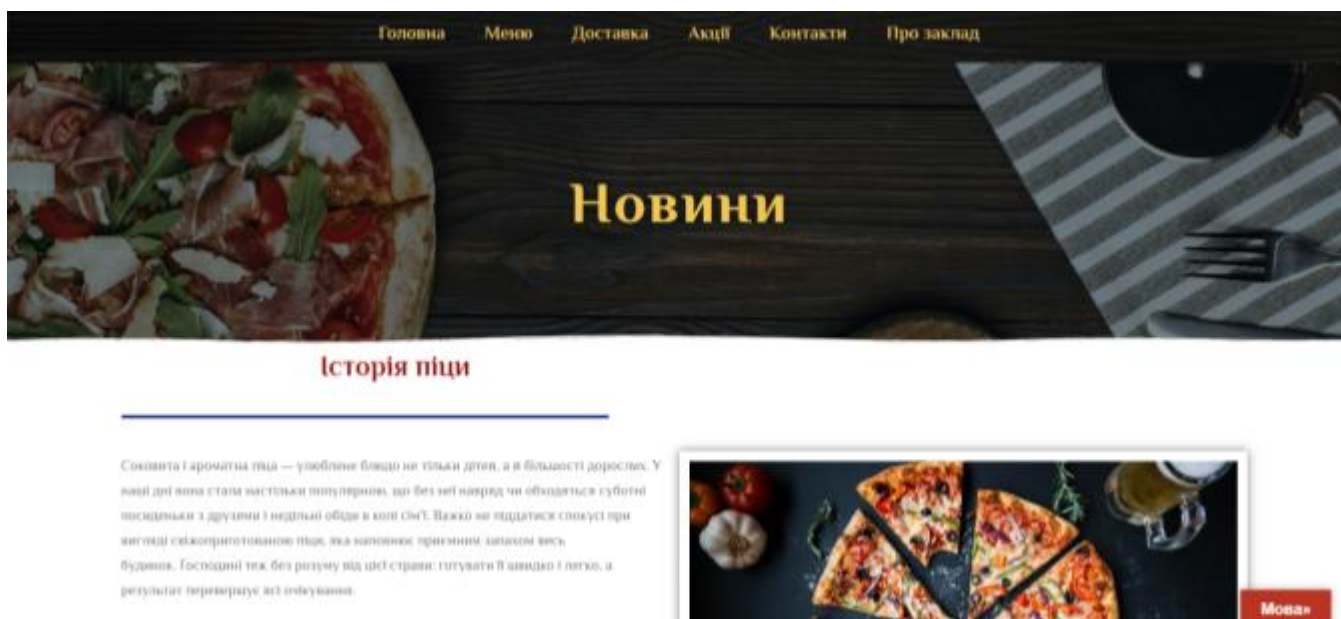 Головна Меню Доставка Акції Контакти Про заклад
Новини
Історія піци
Соковита і ароматна піца — улюблене блюдо не тільки дітей, а й більшості дорослих. У
наші дні вона стала настільки популярною, що без неї навряд чи обходяться суботні
посиденьки з друзями і недільні обіди в колі сім'ї. Важко не піддатися спокусі при
вигляді свіжоприготованою піци, яка наповнює приємним запахом весь
будинок. Господині теж без розуму від цієї страви: готувати її швидко і легко, а
результат перевершує всі очікування.
Мова»